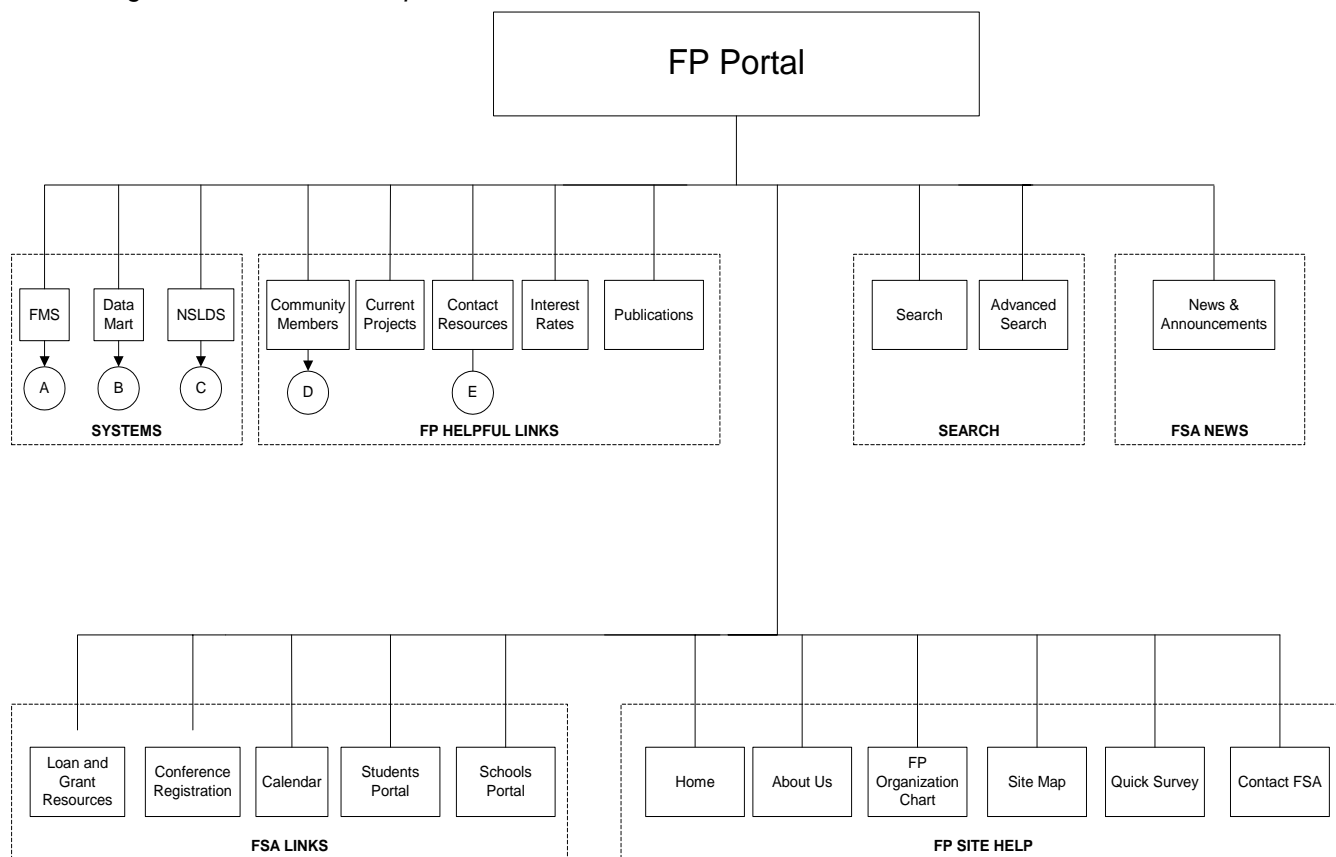 FP Portal
FMS
Data
Mart
NSLDS
A
B
C
SYSTEMS
Community
Members
Current
Projects
Contact
Resources
Interest
Rates
Publications
D
E
FP HELPFUL LINKS
Search
Advanced
Search
SEARCH
News &
Announcements
FSA NEWS
Loan and
Grant
Resources
Conference
Registration
Calendar
Students
Portal
Schools
Portal
FSA LINKS
Home
About Us
FP
Organization
Chart
Site Map
Quick Survey
Contact FSA
FP SITE HELP